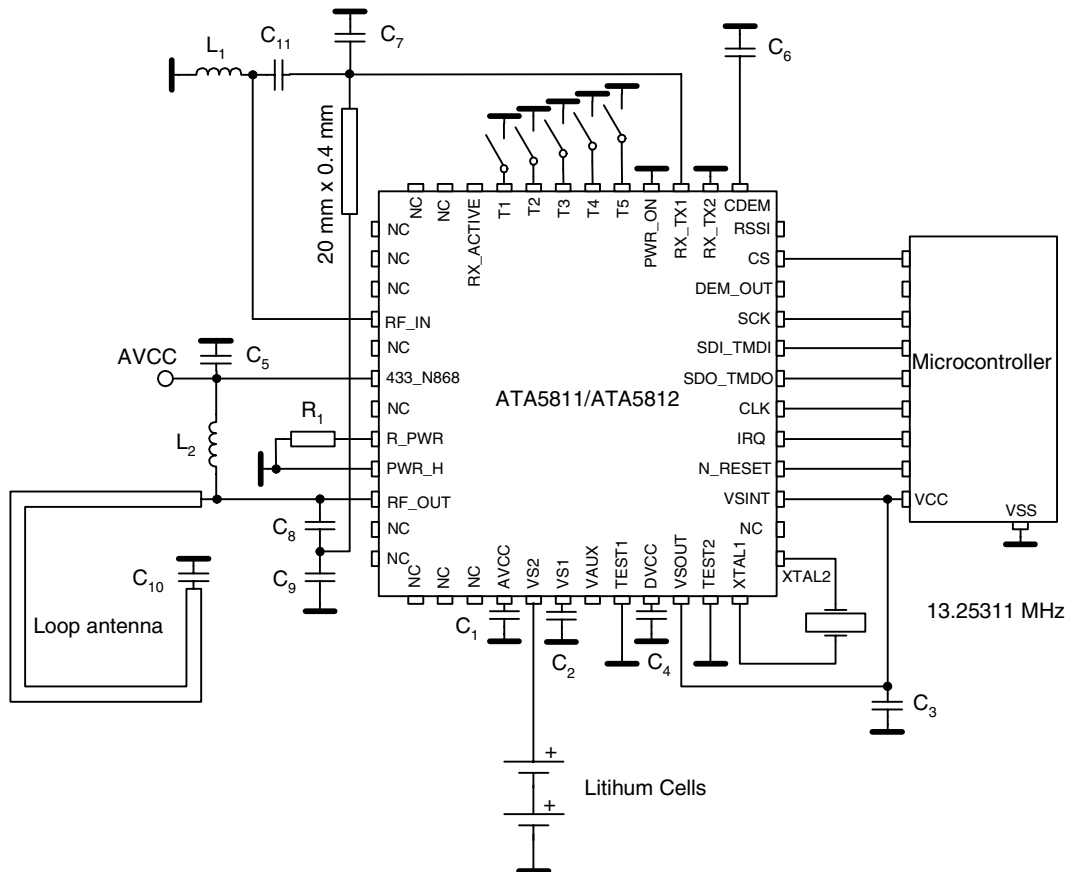 C7
C6
L1
C11
20 mm x 0.4 mm
NC
NC
RX_ACTIVE
T1
T2
T3
T4
T5
PWR_ON
RX_TX1
RX_TX2
CDEM
NC
NC
NC
RF_IN
NC
433_N868
NC
R_PWR
PWR_H
RF_OUT
NC
NC
RSSI
CS
DEM_OUT
SCK
SDI_TMDI
SDO_TMDO
CLK
IRQ
N_RESET
VSINT
NC
XTAL2
ATA5811/ATA5812
Microcontroller
VCC
VSS
AVCC
C5
L2
R1
C8
C9
C10
Loop antenna
NC
NC
NC
AVCC
VS2
VS1
VAUX
TEST1
DVCC
VSOUT
TEST2
XTAL1
C1
C2
C4
13.25311 MHz
C3
+
+
Litihum Cells